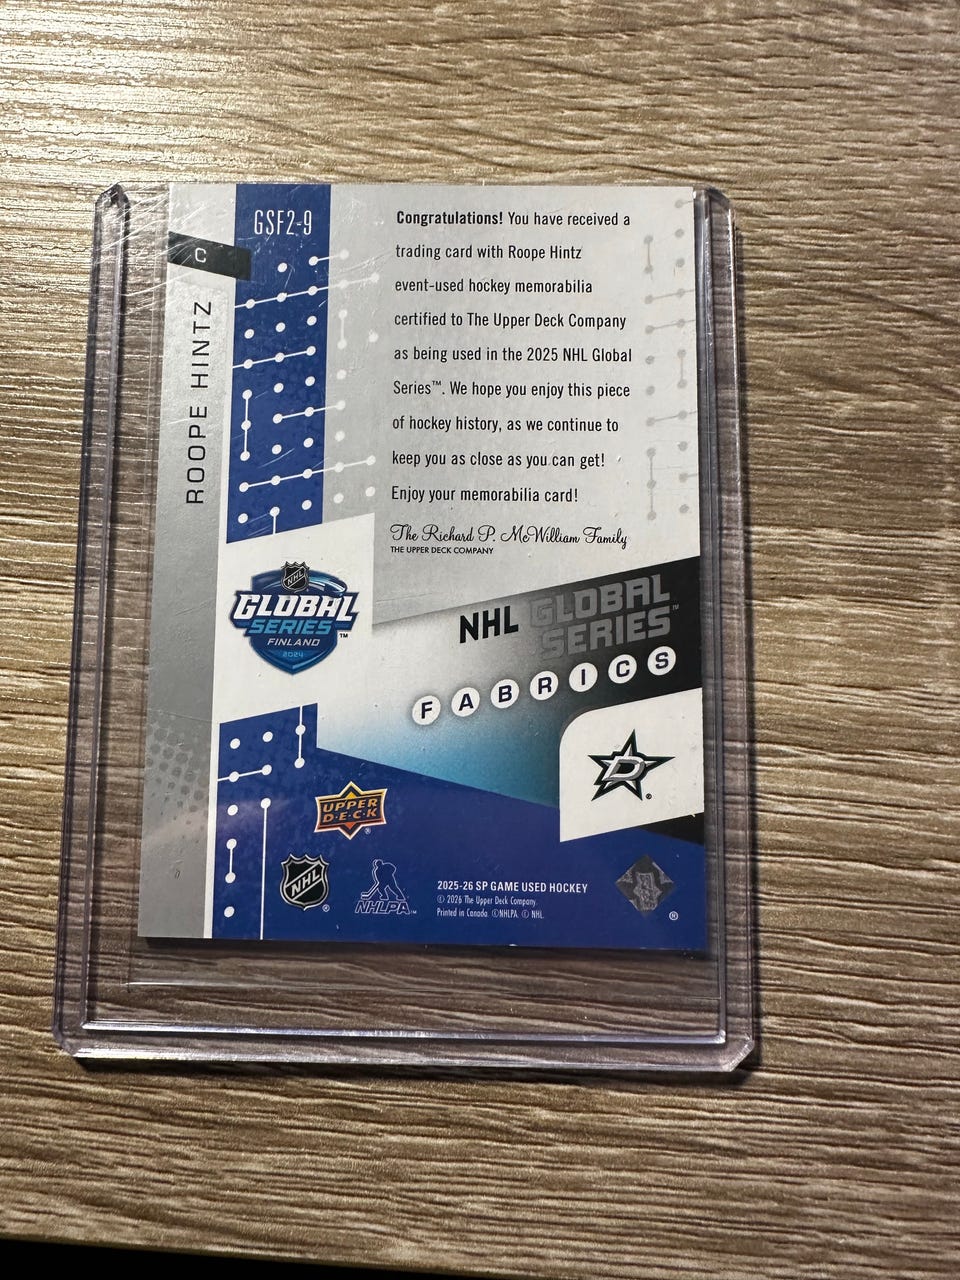 GSF2-9
C
ROOPE HINTZ
Congratulations! You have received a
trading card with Roope Hintz
event-used hockey memorabilia
certified to The Upper Deck Company
as being used in the 2025 NHL Global
Series™. We hope you enjoy this piece
of hockey history, as we continue to
keep you as close as you can get!
Enjoy your memorabilia card!
The Richard P. McWilliam Family
THE UPPER DECK COMPANY
NHL
GLOBAL
SERIES™
FINLAND
2024
NHL GLOBAL
SERIES™
FABRICS
D
®
UPPER
D·E·C·K
®
NHL
®
NHLPA™
2025-26 SP GAME USED HOCKEY
© 2026 The Upper Deck Company.
Printed in Canada. ©NHLPA. © NHL.
®